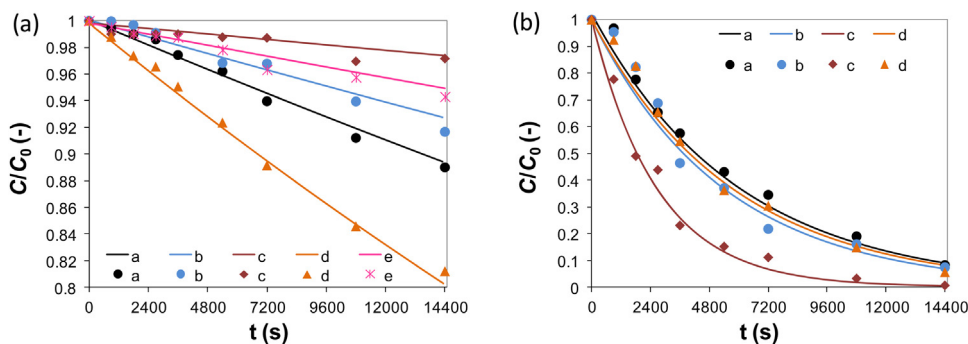 (a)
C/C0 (-)
1
0.98
0.96
0.94
0.92
0.9
0.88
0.86
0.84
0.82
0.8
a b c d e
a b c d e
0 2400 4800 7200 9600 12000 14400
t (s)
(b)
C/C0 (-)
1
0.9
0.8
0.7
0.6
0.5
0.4
0.3
0.2
0.1
0
a b c d
a b c d
0 2400 4800 7200 9600 12000 14400
t (s)